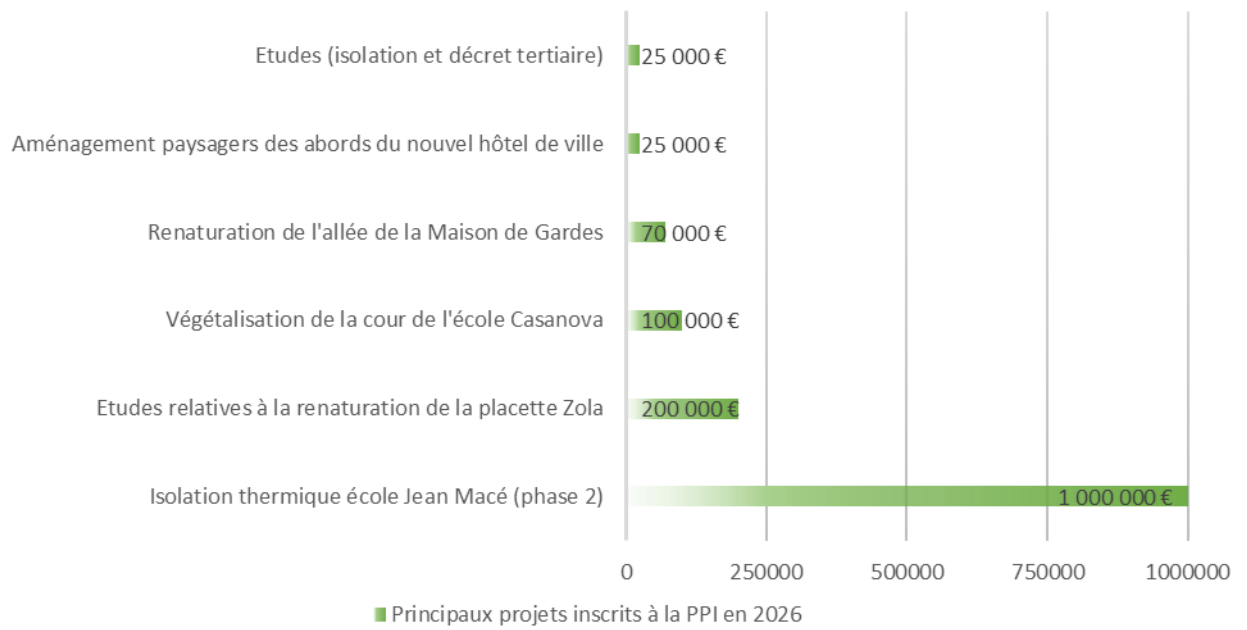 Etudes (isolation et décret tertiaire)
25 000 €
Aménagement paysagers des abords du nouvel hôtel de ville
25 000 €
Renaturation de l'allée de la Maison de Gardes
70 000 €
Végétalisation de la cour de l'école Casanova
100 000 €
Etudes relatives à la renaturation de la placette Zola
200 000 €
Isolation thermique école Jean Macé (phase 2)
1 000 000 €
0 250000 500000 750000 1000000
Principaux projets inscrits à la PPI en 2026